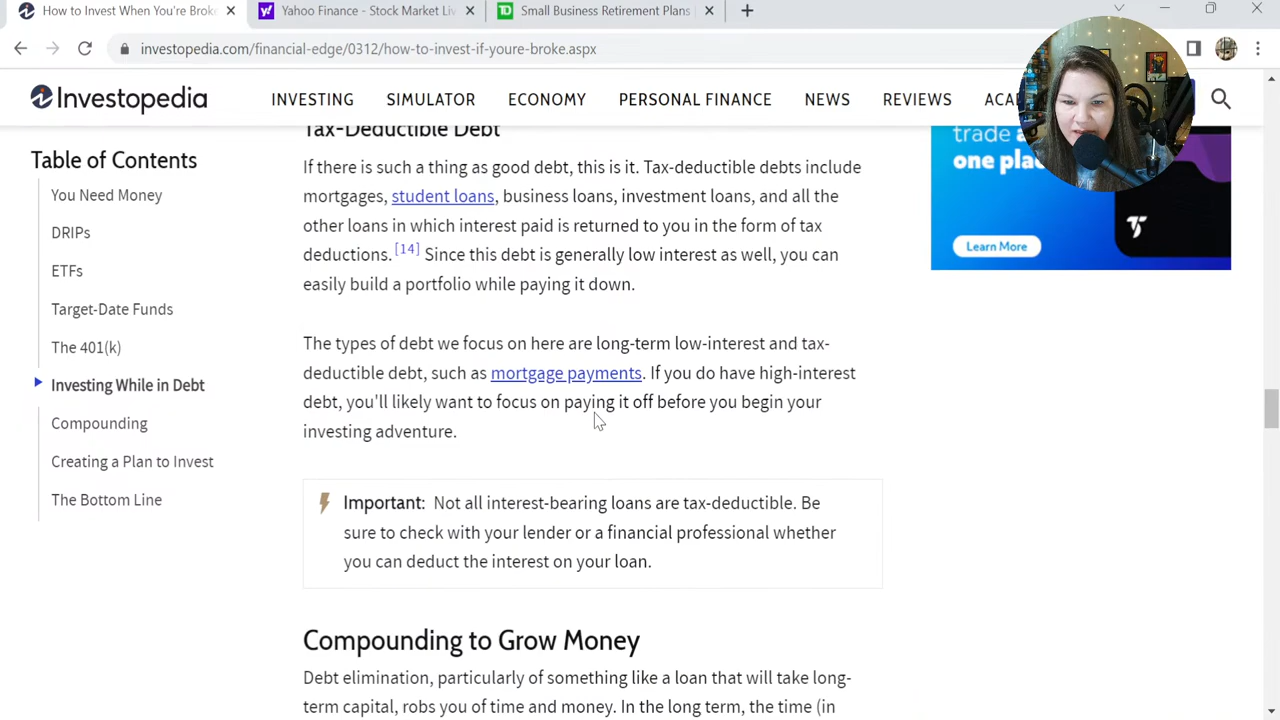 How to Invest When You're Broke
Yahoo Finance - Stock Market Liv
Small Business Retirement Plans
investopedia.com/financial-edge/0312/how-to-invest-if-youre-broke.aspx
Investopedia
INVESTING
SIMULATOR
ECONOMY
PERSONAL FINANCE
NEWS
REVIEWS
Table of Contents
You Need Money
DRIPs
ETFs
Target-Date Funds
The 401(k)
Investing While in Debt
Compounding
Creating a Plan to Invest
The Bottom Line
Tax-Deductible Debt
If there is such a thing as good debt, this is it. Tax-deductible debts include
mortgages, student loans, business loans, investment loans, and all the
other loans in which interest paid is returned to you in the form of tax
deductions. [14] Since this debt is generally low interest as well, you can
easily build a portfolio while paying it down.
The types of debt we focus on here are long-term low-interest and tax-
deductible debt, such as mortgage payments. If you do have high-interest
debt, you'll likely want to focus on paying it off before you begin your
investing adventure.
Important: Not all interest-bearing loans are tax-deductible. Be
sure to check with your lender or a financial professional whether
you can deduct the interest on your loan.
Compounding to Grow Money
Debt elimination, particularly of something like a loan that will take long-
term capital, robs you of time and money. In the long term, the time (in
trade
one
Learn More